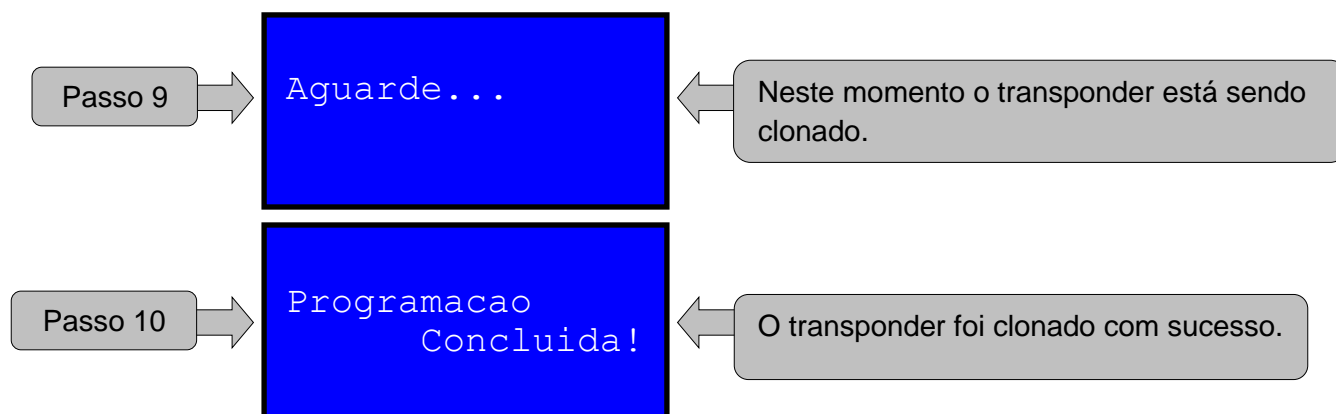 Passo 9
Aguarde...
Neste momento o transponder está sendo
clonado.
Passo 10
Programacao
Concluida!
O transponder foi clonado com sucesso.